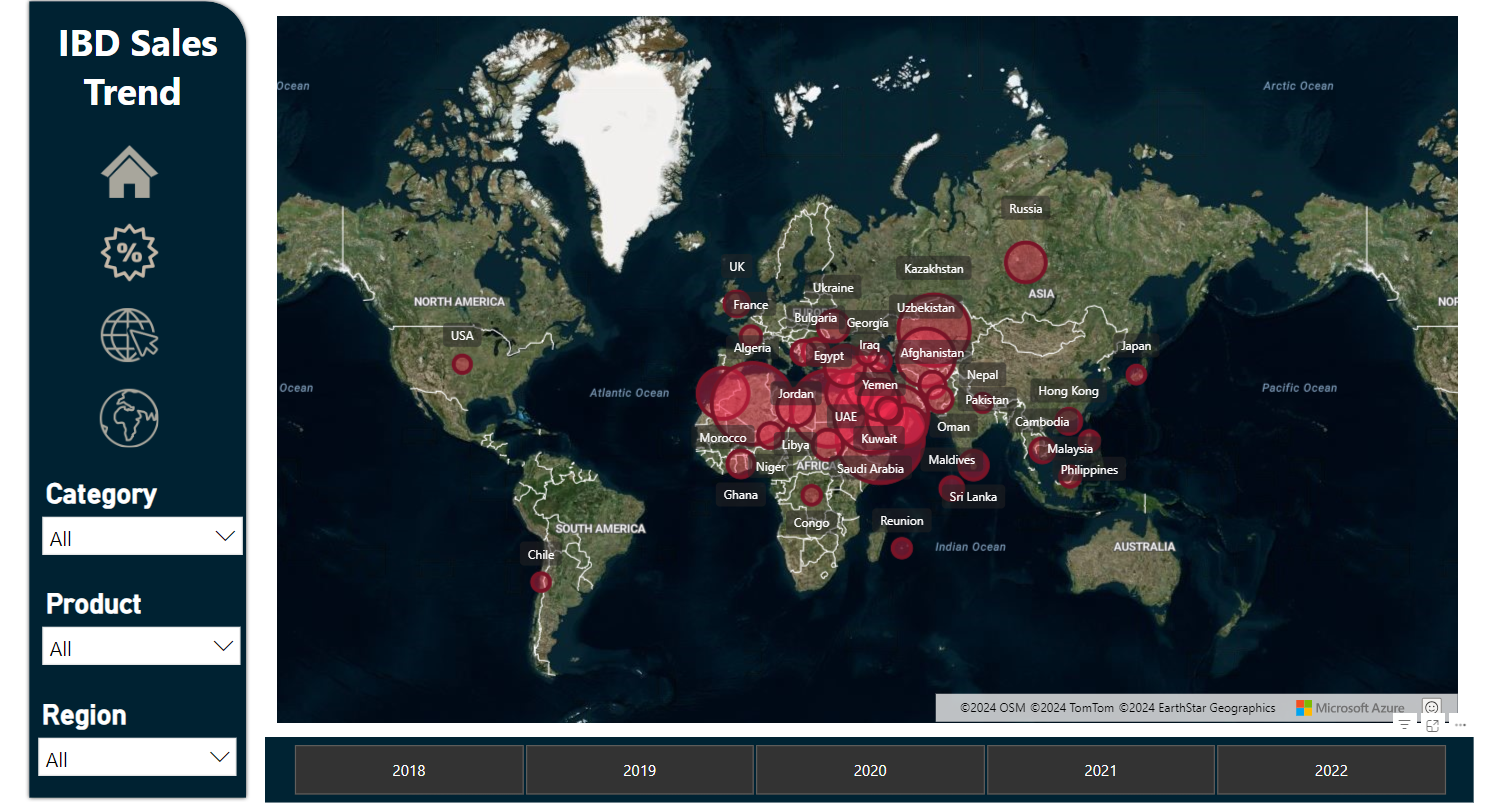 IBD Sales
Trend
%
Category
All
Product
All
Region
All
Ocean
Arctic Ocean
Russia
UK
Kazakhstan
Ukraine
ASIA
NORTH AMERICA
NOR
France
Uzbekistan
Bulgaria
Georgia
USA
Algeria
Iraq
Japan
Egypt
Afghanistan
Nepal
Ocean
Atlantic Ocean
Jordan
Yemen
Hong Kong
Pacific Ocean
Pakistan
UAE
Cambodia
Oman
Morocco
Libya
Kuwait
Malaysia
Niger
AFRICA
Saudi Arabia
Maldives
Philippines
Ghana
Sri Lanka
Congo
Reunion
SOUTH AMERICA
Chile
Indian Ocean
AUSTRALIA
©2024 OSM ©2024 TomTom ©2024 EarthStar Geographics
Microsoft Azure
2018
2019
2020
2021
2022